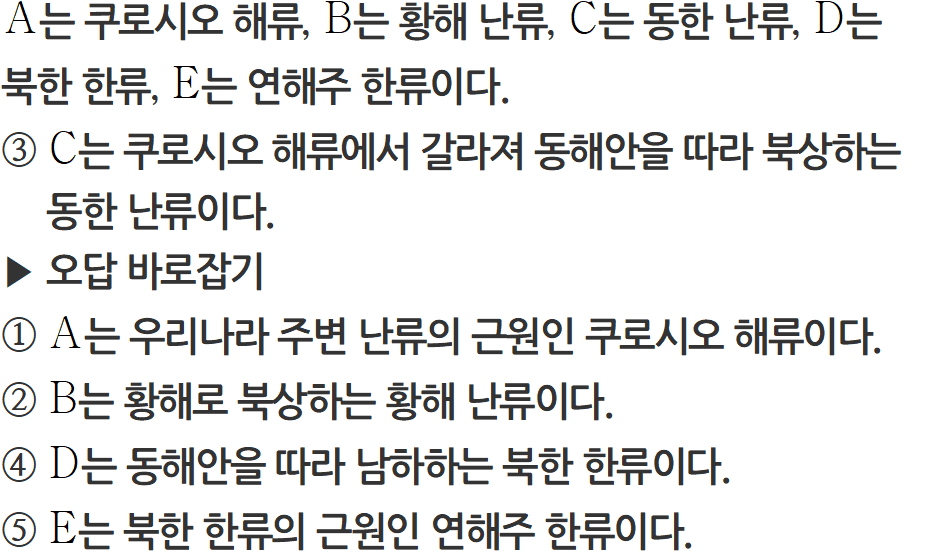 A는 쿠로시오 해류, B는 황해 난류, C는 동한 난류, D는
북한 한류, E는 연해주 한류이다.
③ C는 쿠로시오 해류에서 갈라져 동해안을 따라 북상하는
동한 난류이다.
▶ 오답 바로잡기
① A는 우리나라 주변 난류의 근원인 쿠로시오 해류이다.
② B는 황해로 북상하는 황해 난류이다.
④ D는 동해안을 따라 남하하는 북한 한류이다.
⑤ E는 북한 한류의 근원인 연해주 한류이다.